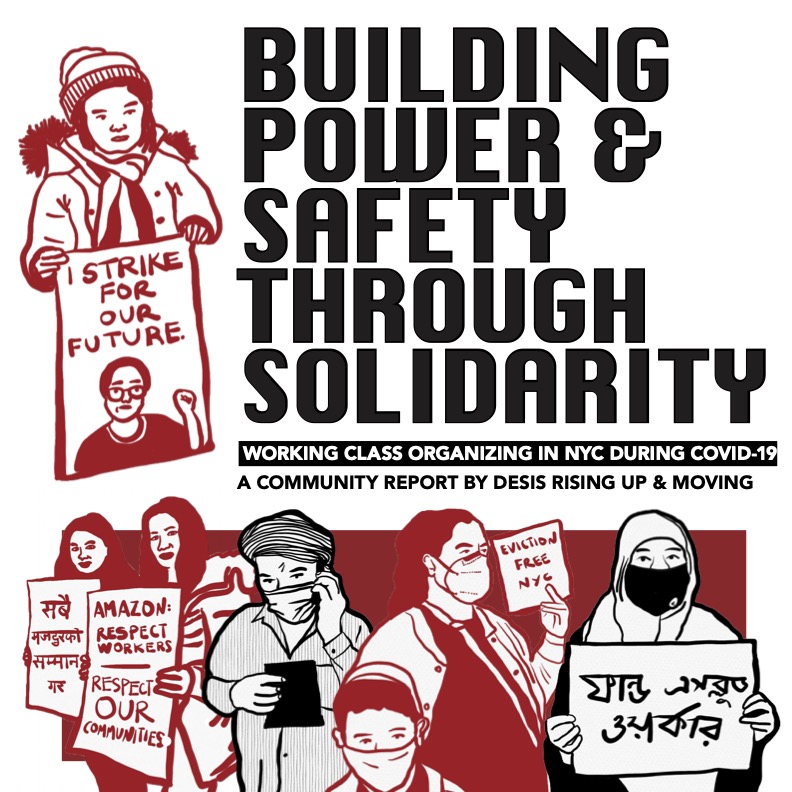 BUILDING
POWER &
SAFETY
THROUGH
SOLIDARITY
WORKING CLASS ORGANIZING IN NYC DURING COVID-19
A COMMUNITY REPORT BY DESIS RISING UP & MOVING
I STRIKE
FOR
OUR
FUTURE.
सबै
मजदुरको
सम्मान
गर
AMAZON:
RESPECT
WORKERS
RESPECT
OUR
COMMUNITIES
EVICTION
FREE
NYC
ফান্ড এক্সক্লুডেড
ওয়ার্কার